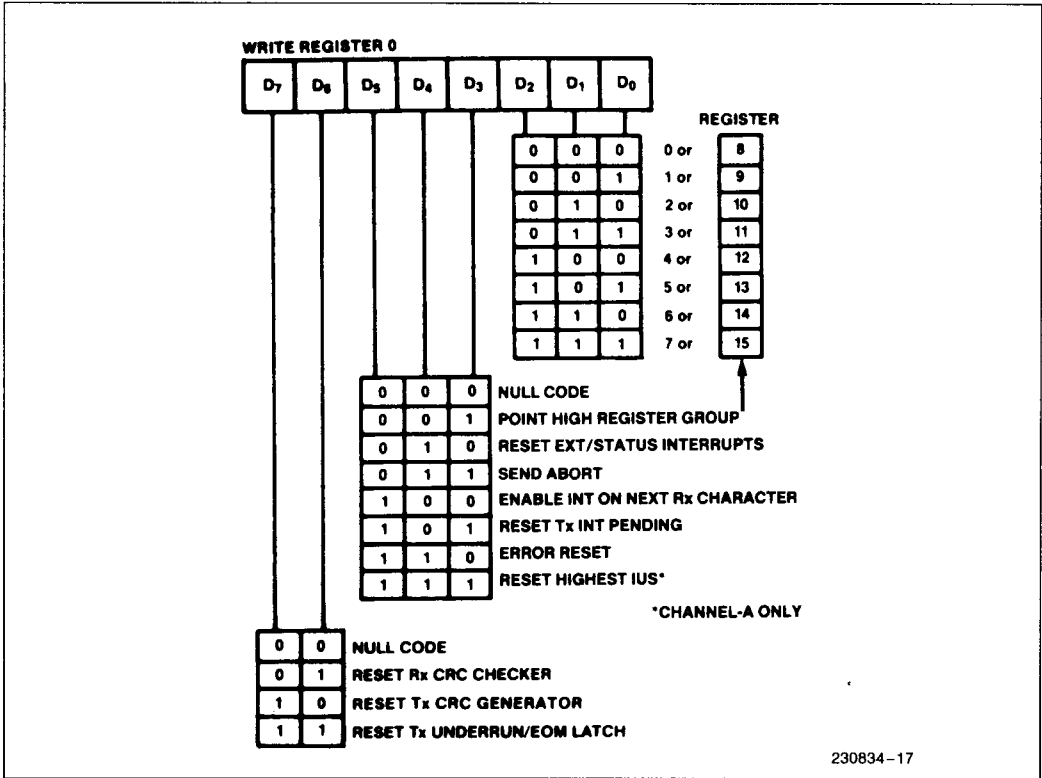 WRITE REGISTER 0
D7 D6 D5 D4 D3 D2 D1 D0
REGISTER
0 0 0 0 or 8
0 0 1 1 or 9
0 1 0 2 or 10
0 1 1 3 or 11
1 0 0 4 or 12
1 0 1 5 or 13
1 1 0 6 or 14
1 1 1 7 or 15
0 0 0 NULL CODE
0 0 1 POINT HIGH REGISTER GROUP
0 1 0 RESET EXT/STATUS INTERRUPTS
0 1 1 SEND ABORT
1 0 0 ENABLE INT ON NEXT Rx CHARACTER
1 0 1 RESET Tx INT PENDING
1 1 0 ERROR RESET
1 1 1 RESET HIGHEST IUS*
*CHANNEL-A ONLY
0 0 NULL CODE
0 1 RESET Rx CRC CHECKER
1 0 RESET Tx CRC GENERATOR
1 1 RESET Tx UNDERRUN/EOM LATCH
230834-17